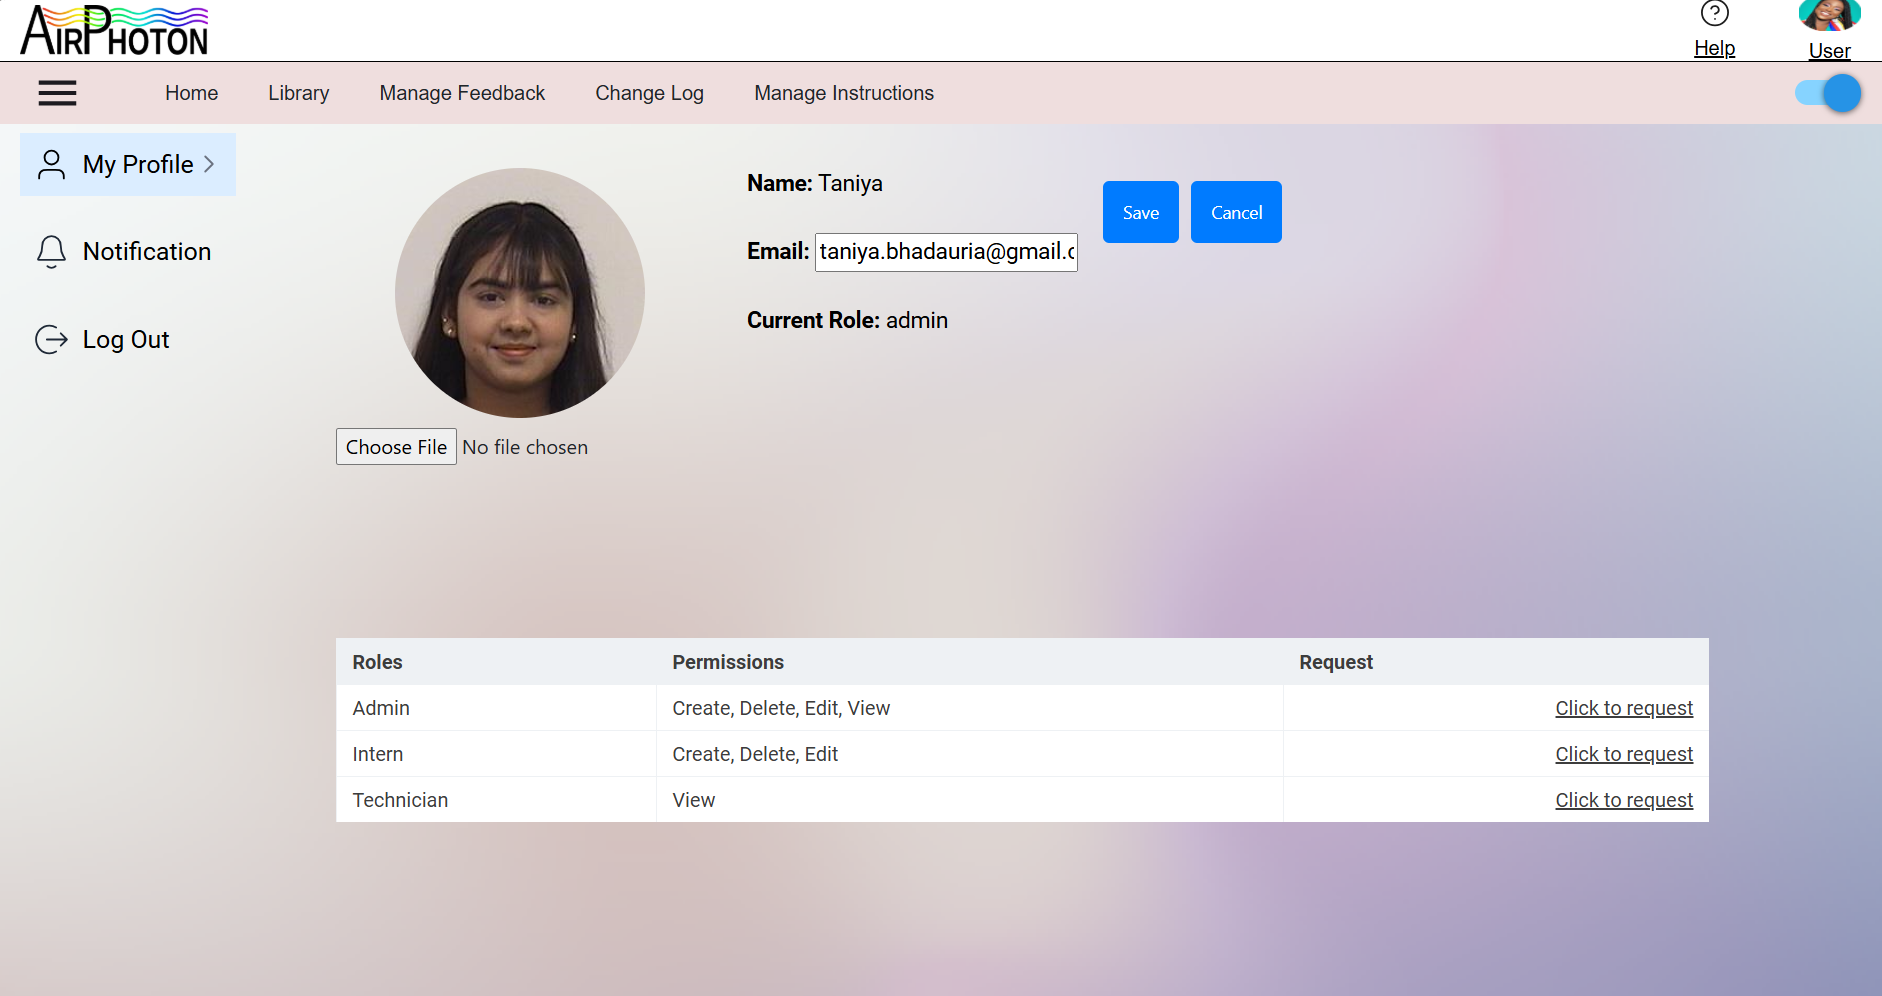 AIRPHOTON
Help
User
Home Library Manage Feedback Change Log Manage Instructions
My Profile
Notification
Log Out
Name: Taniya
Email: taniya.bhadauria@gmail.c
Current Role: admin
Save Cancel
Choose File No file chosen
Roles Permissions Request
Admin Create, Delete, Edit, View Click to request
Intern Create, Delete, Edit Click to request
Technician View Click to request